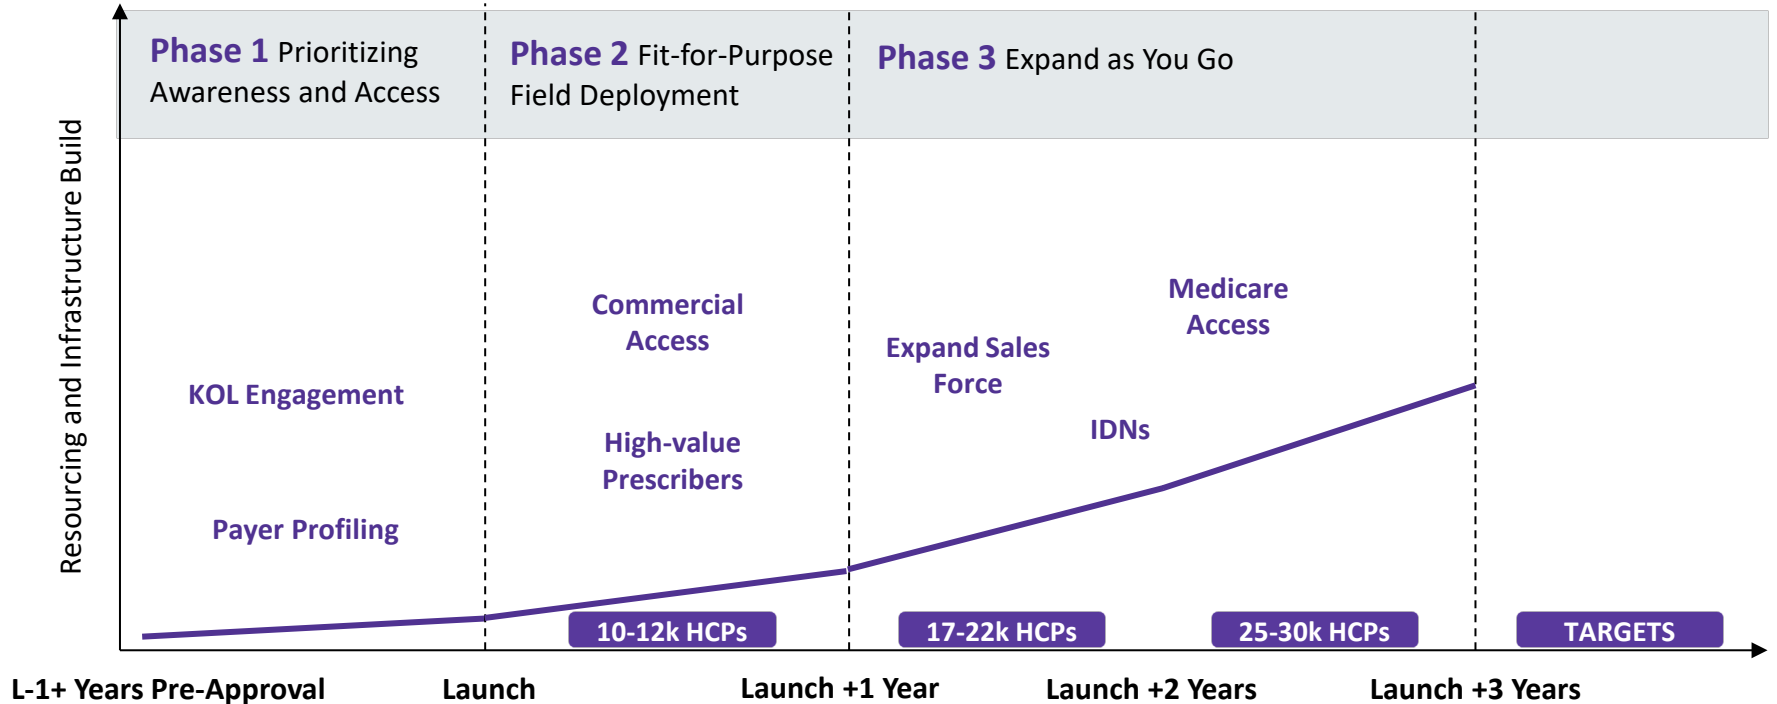 Phase 1 Prioritizing
Awareness and Access
Phase 2 Fit-for-Purpose
Field Deployment
Phase 3 Expand as You Go
Resourcing and Infrastructure Build
KOL Engagement
Payer Profiling
Commercial
Access
High-value
Prescribers
Expand Sales
Force
IDNs
Medicare
Access
10-12k HCPs
17-22k HCPs
25-30k HCPs
TARGETS
L-1+ Years Pre-Approval
Launch
Launch +1 Year
Launch +2 Years
Launch +3 Years